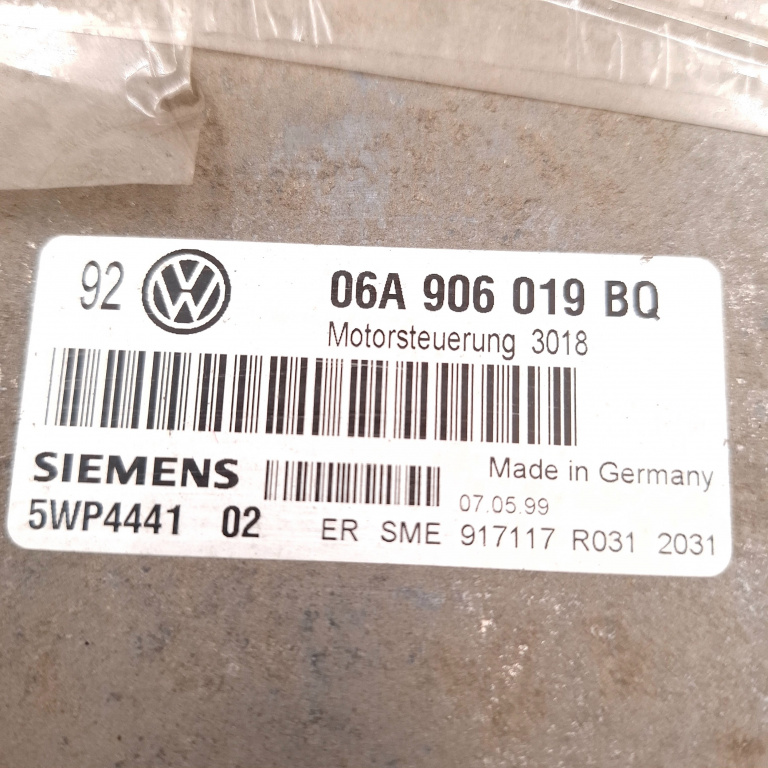 92 VW 06A 906 019 BQ
Motorsteuerung 3018
SIEMENS Made in Germany
07.05.99
5WP4441 02 ER SME 917117 R031 2031